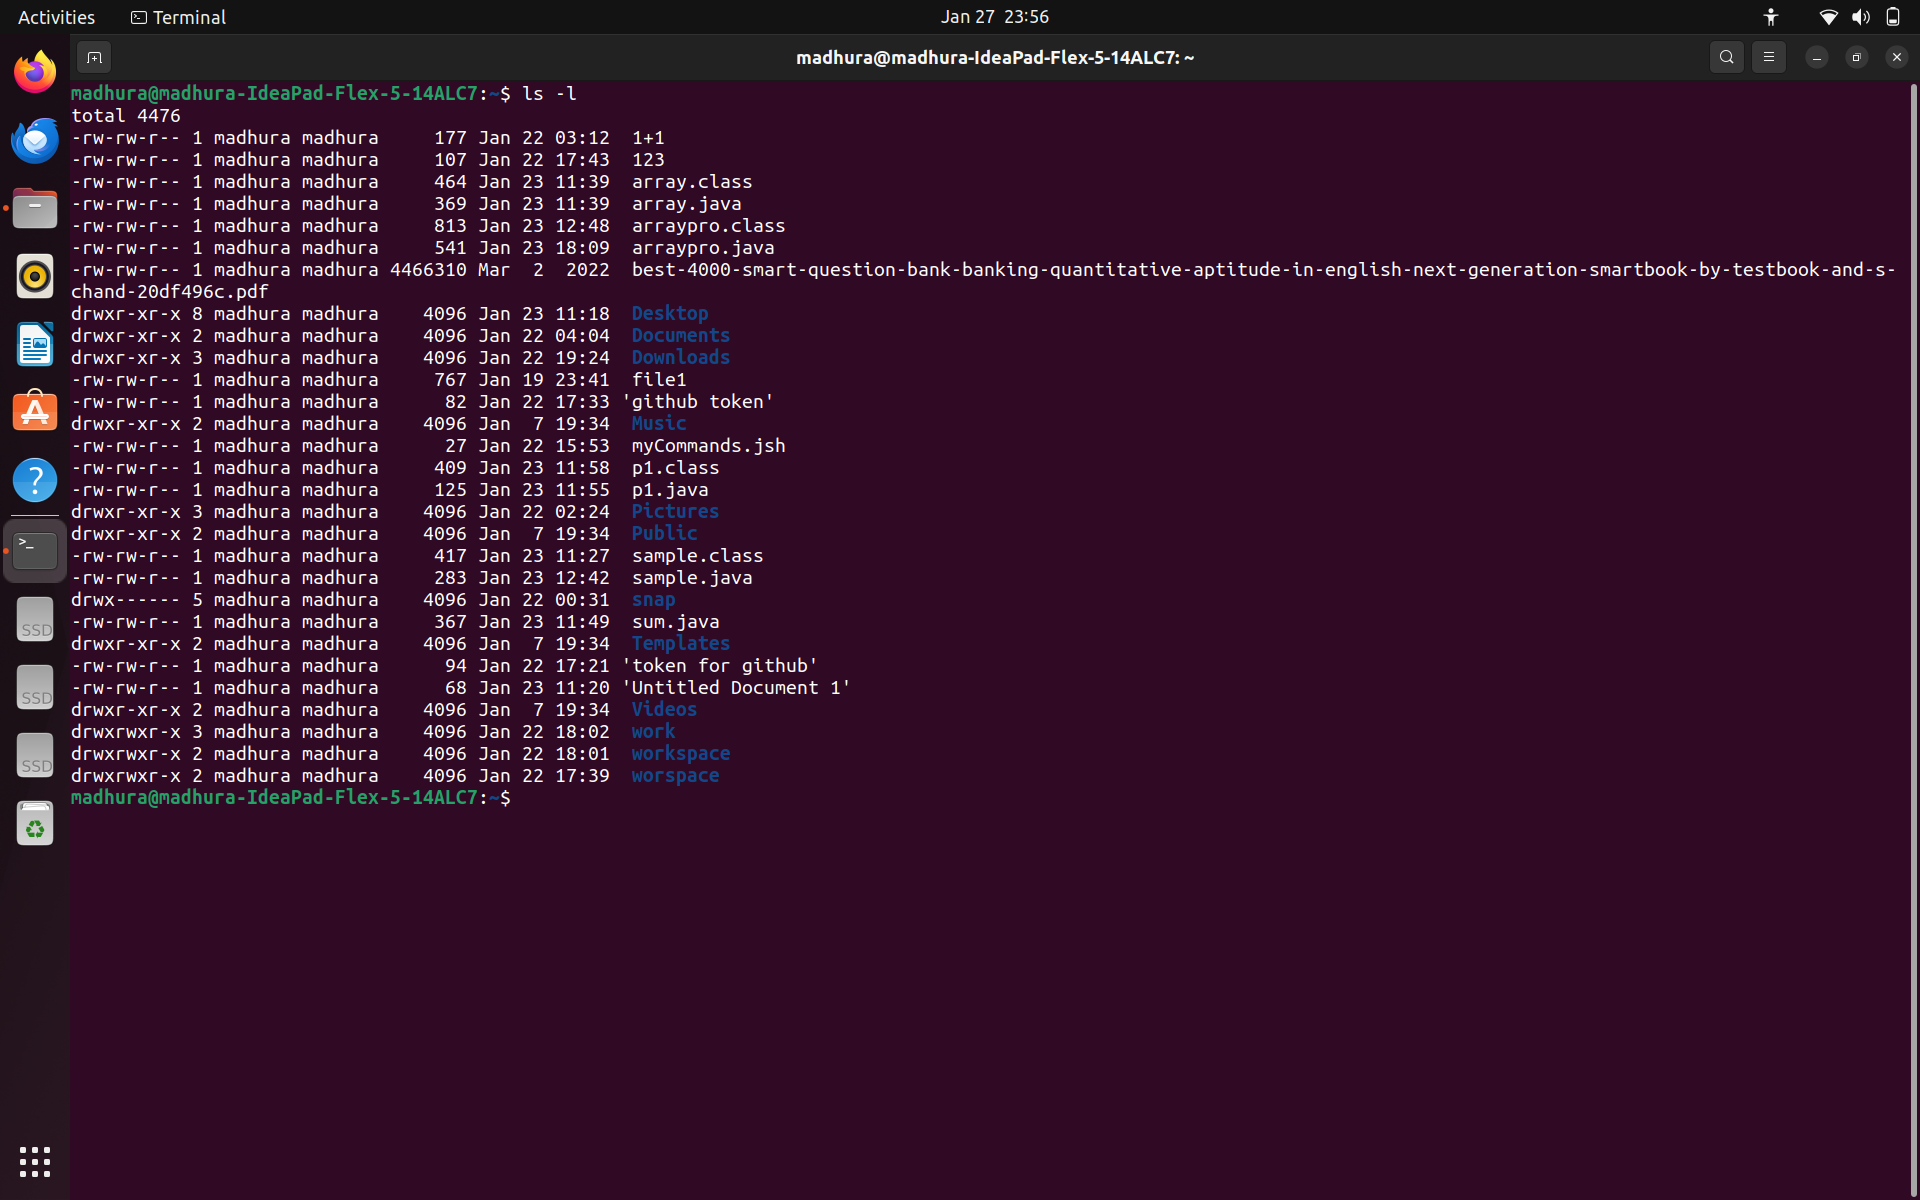 Activities Terminal Jan 27 23:56
madhura@madhura-IdeaPad-Flex-5-14ALC7: ~
madhura@madhura-IdeaPad-Flex-5-14ALC7:~$ ls -l
total 4476
-rw-rw-r-- 1 madhura madhura     177 Jan 22 03:12  1+1
-rw-rw-r-- 1 madhura madhura     107 Jan 22 17:43  123
-rw-rw-r-- 1 madhura madhura     464 Jan 23 11:39  array.class
-rw-rw-r-- 1 madhura madhura     369 Jan 23 11:39  array.java
-rw-rw-r-- 1 madhura madhura     813 Jan 23 12:48  arraypro.class
-rw-rw-r-- 1 madhura madhura     541 Jan 23 18:09  arraypro.java
-rw-rw-r-- 1 madhura madhura 4466310 Mar  2  2022  best-4000-smart-question-bank-banking-quantitative-aptitude-in-english-next-generation-smartbook-by-testbook-and-s-
chand-20df496c.pdf
drwxr-xr-x 8 madhura madhura    4096 Jan 23 11:18  Desktop
drwxr-xr-x 2 madhura madhura    4096 Jan 22 04:04  Documents
drwxr-xr-x 3 madhura madhura    4096 Jan 22 19:24  Downloads
-rw-rw-r-- 1 madhura madhura     767 Jan 19 23:41  file1
-rw-rw-r-- 1 madhura madhura      82 Jan 22 17:33 'github token'
drwxr-xr-x 2 madhura madhura    4096 Jan  7 19:34  Music
-rw-rw-r-- 1 madhura madhura      27 Jan 22 15:53  myCommands.jsh
-rw-rw-r-- 1 madhura madhura     409 Jan 23 11:58  p1.class
-rw-rw-r-- 1 madhura madhura     125 Jan 23 11:55  p1.java
drwxr-xr-x 3 madhura madhura    4096 Jan 22 02:24  Pictures
drwxr-xr-x 2 madhura madhura    4096 Jan  7 19:34  Public
-rw-rw-r-- 1 madhura madhura     417 Jan 23 11:27  sample.class
-rw-rw-r-- 1 madhura madhura     283 Jan 23 12:42  sample.java
drwx------ 5 madhura madhura    4096 Jan 22 00:31  snap
-rw-rw-r-- 1 madhura madhura     367 Jan 23 11:49  sum.java
drwxr-xr-x 2 madhura madhura    4096 Jan  7 19:34  Templates
-rw-rw-r-- 1 madhura madhura      94 Jan 22 17:21 'token for github'
-rw-rw-r-- 1 madhura madhura      68 Jan 23 11:20 'Untitled Document 1'
drwxr-xr-x 2 madhura madhura    4096 Jan  7 19:34  Videos
drwxrwxr-x 3 madhura madhura    4096 Jan 22 18:02  work
drwxrwxr-x 2 madhura madhura    4096 Jan 22 18:01  workspace
drwxrwxr-x 2 madhura madhura    4096 Jan 22 17:39  worspace
madhura@madhura-IdeaPad-Flex-5-14ALC7:~$
SSD
SSD
SSD